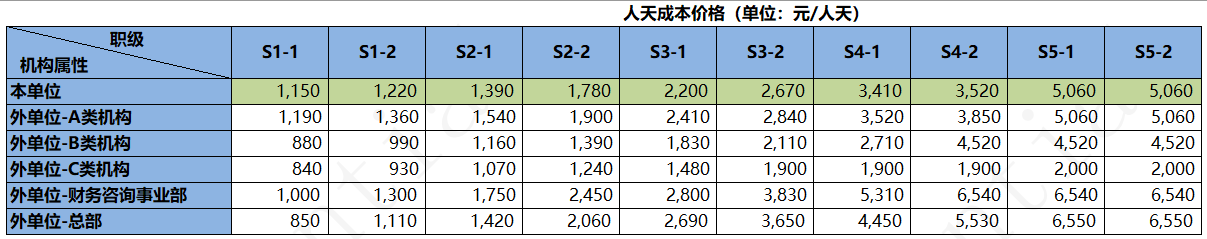 人天成本价格（单位：元/人天）
职级 机构属性 S1-1 S1-2 S2-1 S2-2 S3-1 S3-2 S4-1 S4-2 S5-1 S5-2
本单位 1,150 1,220 1,390 1,780 2,200 2,670 3,410 3,520 5,060 5,060
外单位-A类机构 1,190 1,360 1,540 1,900 2,410 2,840 3,520 3,850 5,060 5,060
外单位-B类机构 880 990 1,160 1,390 1,830 2,110 2,710 4,520 4,520 4,520
外单位-C类机构 840 930 1,070 1,240 1,480 1,900 1,900 1,900 2,000 2,000
外单位-财务咨询事业部 1,000 1,300 1,750 2,450 2,800 3,830 5,310 6,540 6,540 6,540
外单位-总部 850 1,110 1,420 2,060 2,690 3,650 4,450 5,530 6,550 6,550